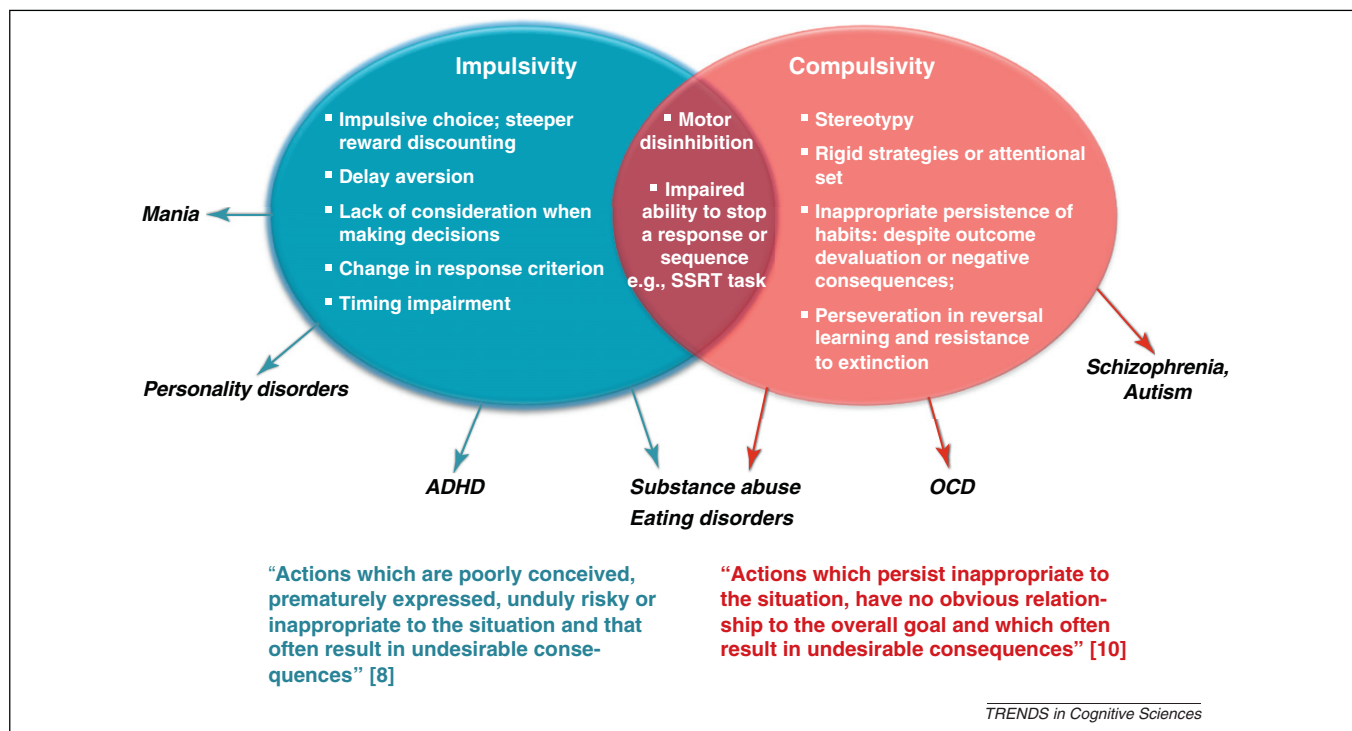 Impulsivity
▪ Impulsive choice; steeper
reward discounting
▪ Delay aversion
▪ Lack of consideration when
making decisions
▪ Change in response criterion
▪ Timing impairment
▪ Motor
disinhibition
▪ Impaired
ability to stop
a response or
sequence
e.g., SSRT task
Compulsivity
▪ Stereotypy
▪ Rigid strategies or attentional
set
▪ Inappropriate persistence of
habits: despite outcome
devaluation or negative
consequences;
▪ Perseveration in reversal
learning and resistance
to extinction
Mania
Personality disorders
ADHD
Substance abuse
Eating disorders
OCD
Schizophrenia,
Autism
“Actions which are poorly conceived,
prematurely expressed, unduly risky or
inappropriate to the situation and that
often result in undesirable conse-
quences” [8]
“Actions which persist inappropriate to
the situation, have no obvious relation-
ship to the overall goal and which often
result in undesirable consequences” [10]
TRENDS in Cognitive Sciences